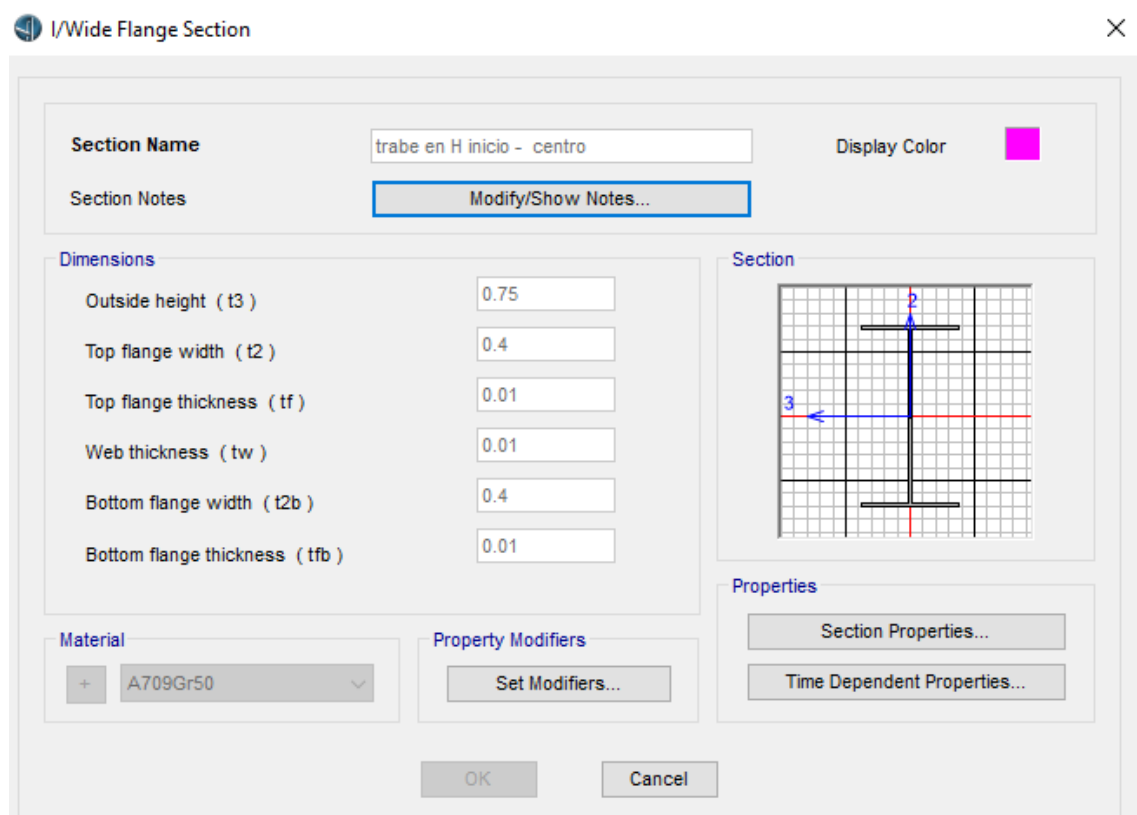 I/Wide Flange Section
Section Name trabe en H inicio - centro Display Color
Section Notes Modify/Show Notes...
Dimensions
Outside height ( t3 ) 0.75
Top flange width ( t2 ) 0.4
Top flange thickness ( tf ) 0.01
Web thickness ( tw ) 0.01
Bottom flange width ( t2b ) 0.4
Bottom flange thickness ( tfb ) 0.01
Section
2
3
Material
+ A709Gr50
Property Modifiers
Set Modifiers...
Properties
Section Properties...
Time Dependent Properties...
OK Cancel